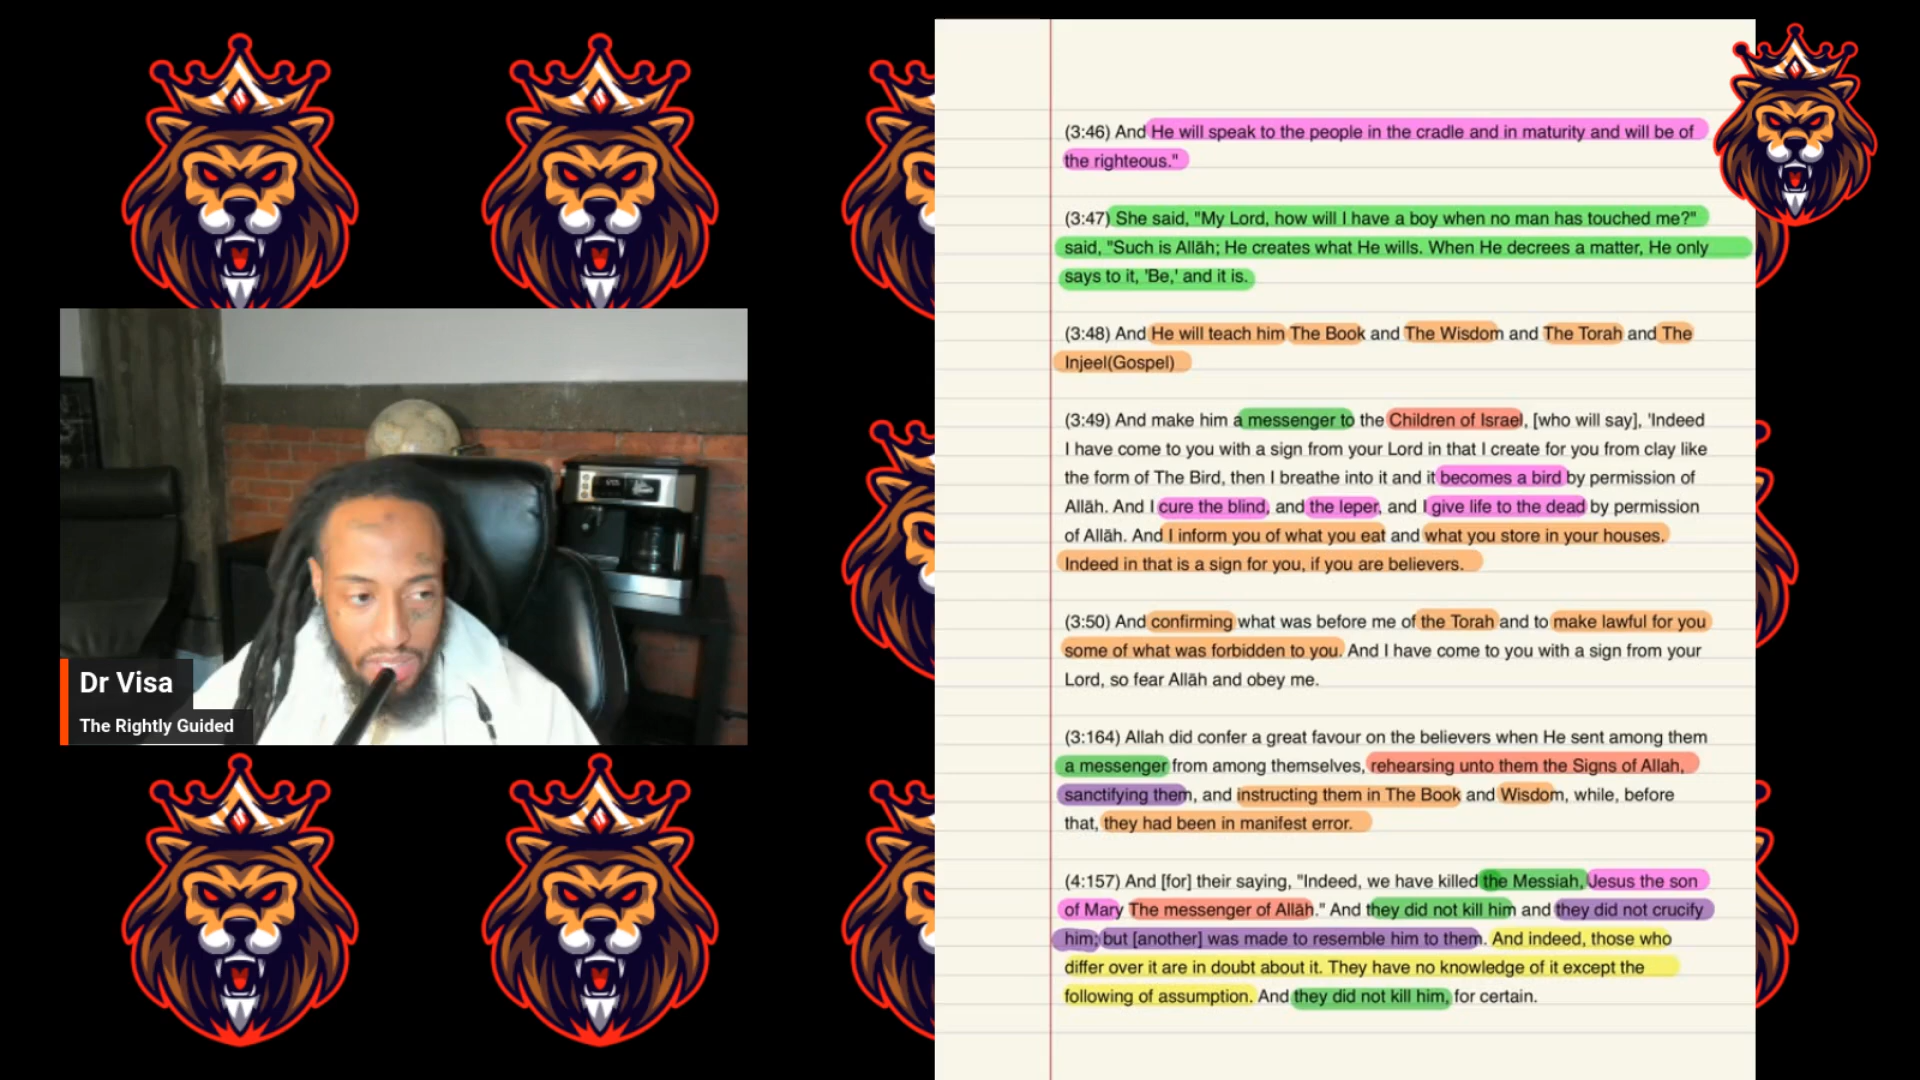 (3:46) And He will speak to the people in the cradle and in maturity and will be of
the righteous."
(3:47) She said, "My Lord, how will I have a boy when no man has touched me?"
said, "Such is Allāh; He creates what He wills. When He decrees a matter, He only
says to it, 'Be,' and it is.
(3:48) And He will teach him The Book and The Wisdom and The Torah and The
Injeel(Gospel)
(3:49) And make him a messenger to the Children of Israel, [who will say], 'Indeed
I have come to you with a sign from your Lord in that I create for you from clay like
the form of The Bird, then I breathe into it and it becomes a bird by permission of
Allāh. And I cure the blind, and the leper, and I give life to the dead by permission
of Allāh. And I inform you of what you eat and what you store in your houses.
Indeed in that is a sign for you, if you are believers.
(3:50) And confirming what was before me of the Torah and to make lawful for you
some of what was forbidden to you. And I have come to you with a sign from your
Lord, so fear Allāh and obey me.
(3:164) Allah did confer a great favour on the believers when He sent among them
a messenger from among themselves, rehearsing unto them the Signs of Allah,
sanctifying them, and instructing them in The Book and Wisdom, while, before
that, they had been in manifest error.
(4:157) And [for] their saying, "Indeed, we have killed the Messiah, Jesus the son
of Mary The messenger of Allāh." And they did not kill him and they did not crucify
him; but [another] was made to resemble him to them. And indeed, those who
differ over it are in doubt about it. They have no knowledge of it except the
following of assumption. And they did not kill him, for certain.
Dr Visa
The Rightly Guided